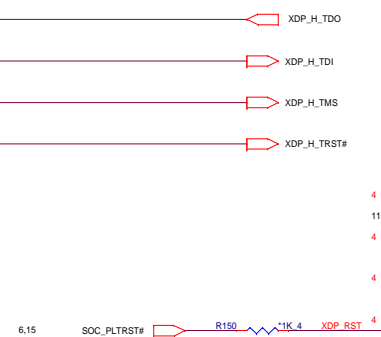 XDP_H_TDO
XDP_H_TDI
XDP_H_TMS
XDP_H_TRST#
4
11
4
4
4
6,15 SOC_PLTRST# R150 *1K_4 XDP_RST